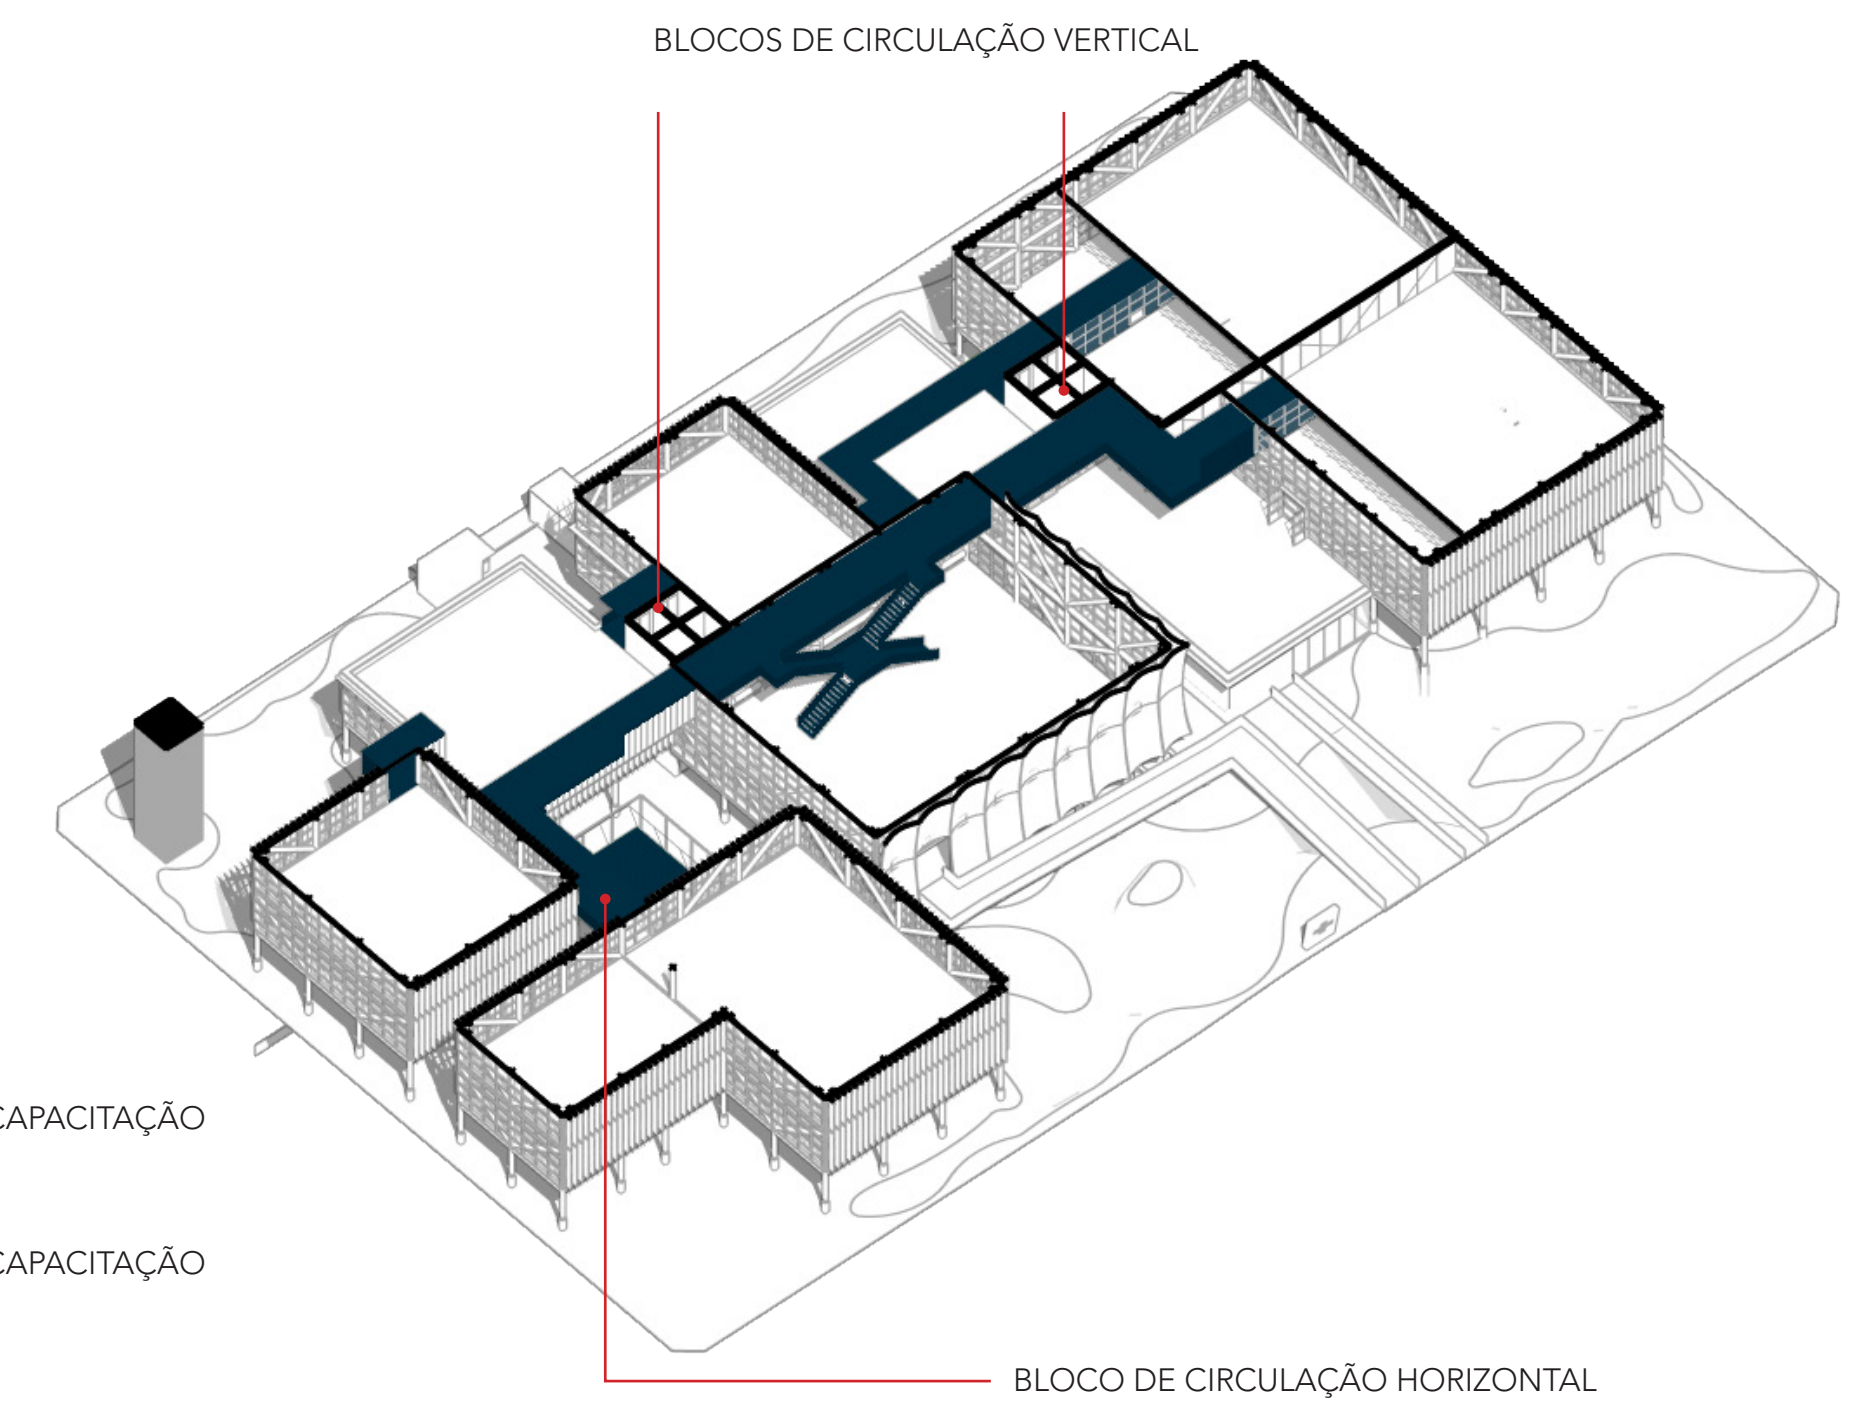 BLOCOS DE CIRCULAÇÃO VERTICAL
CAPACITAÇÃO
CAPACITAÇÃO
BLOCO DE CIRCULAÇÃO HORIZONTAL